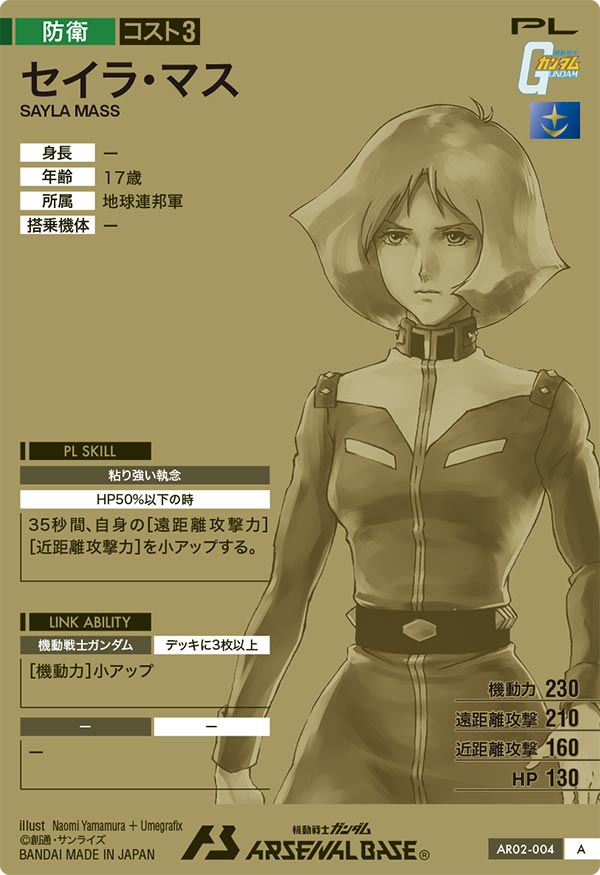 防衛 コスト3
PL
セイラ・マス
SAYLA MASS
機動戦士
ガンダム
GUNDAM
身長 ー
年齢 17歳
所属 地球連邦軍
搭乗機体 ー
PL SKILL
粘り強い執念
HP50%以下の時
35秒間、自身の[遠距離攻撃力]
[近距離攻撃力]を小アップする。
LINK ABILITY
機動戦士ガンダム デッキに3枚以上
[機動力]小アップ
ー ー
ー
機動力 230
遠距離攻撃 210
近距離攻撃 160
HP 130
illust Naomi Yamamura + Umegrafix
©創通・サンライズ
BANDAI MADE IN JAPAN
機動戦士ガンダム
AB ARSENAL BASE®
AR02-004 A